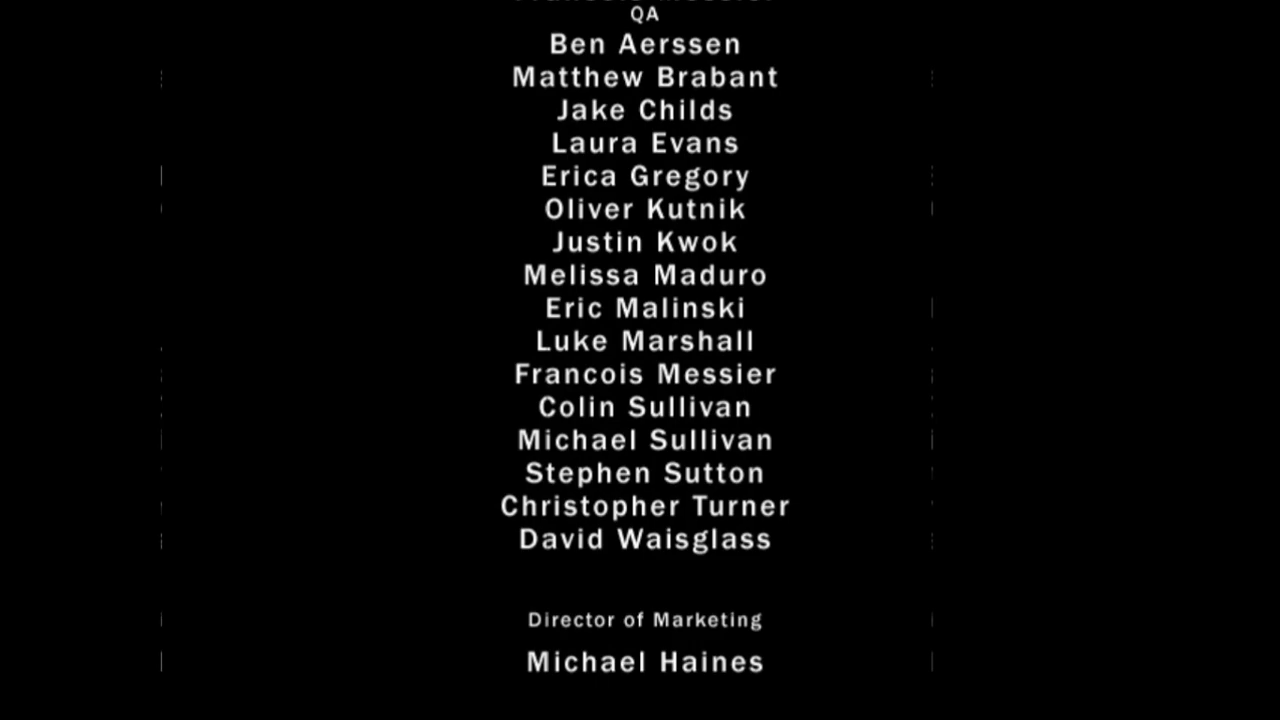 QA
Ben Aerssen
Matthew Brabant
Jake Childs
Laura Evans
Erica Gregory
Oliver Kutnik
Justin Kwok
Melissa Maduro
Eric Malinski
Luke Marshall
Francois Messier
Colin Sullivan
Michael Sullivan
Stephen Sutton
Christopher Turner
David Waisglass
Director of Marketing
Michael Haines